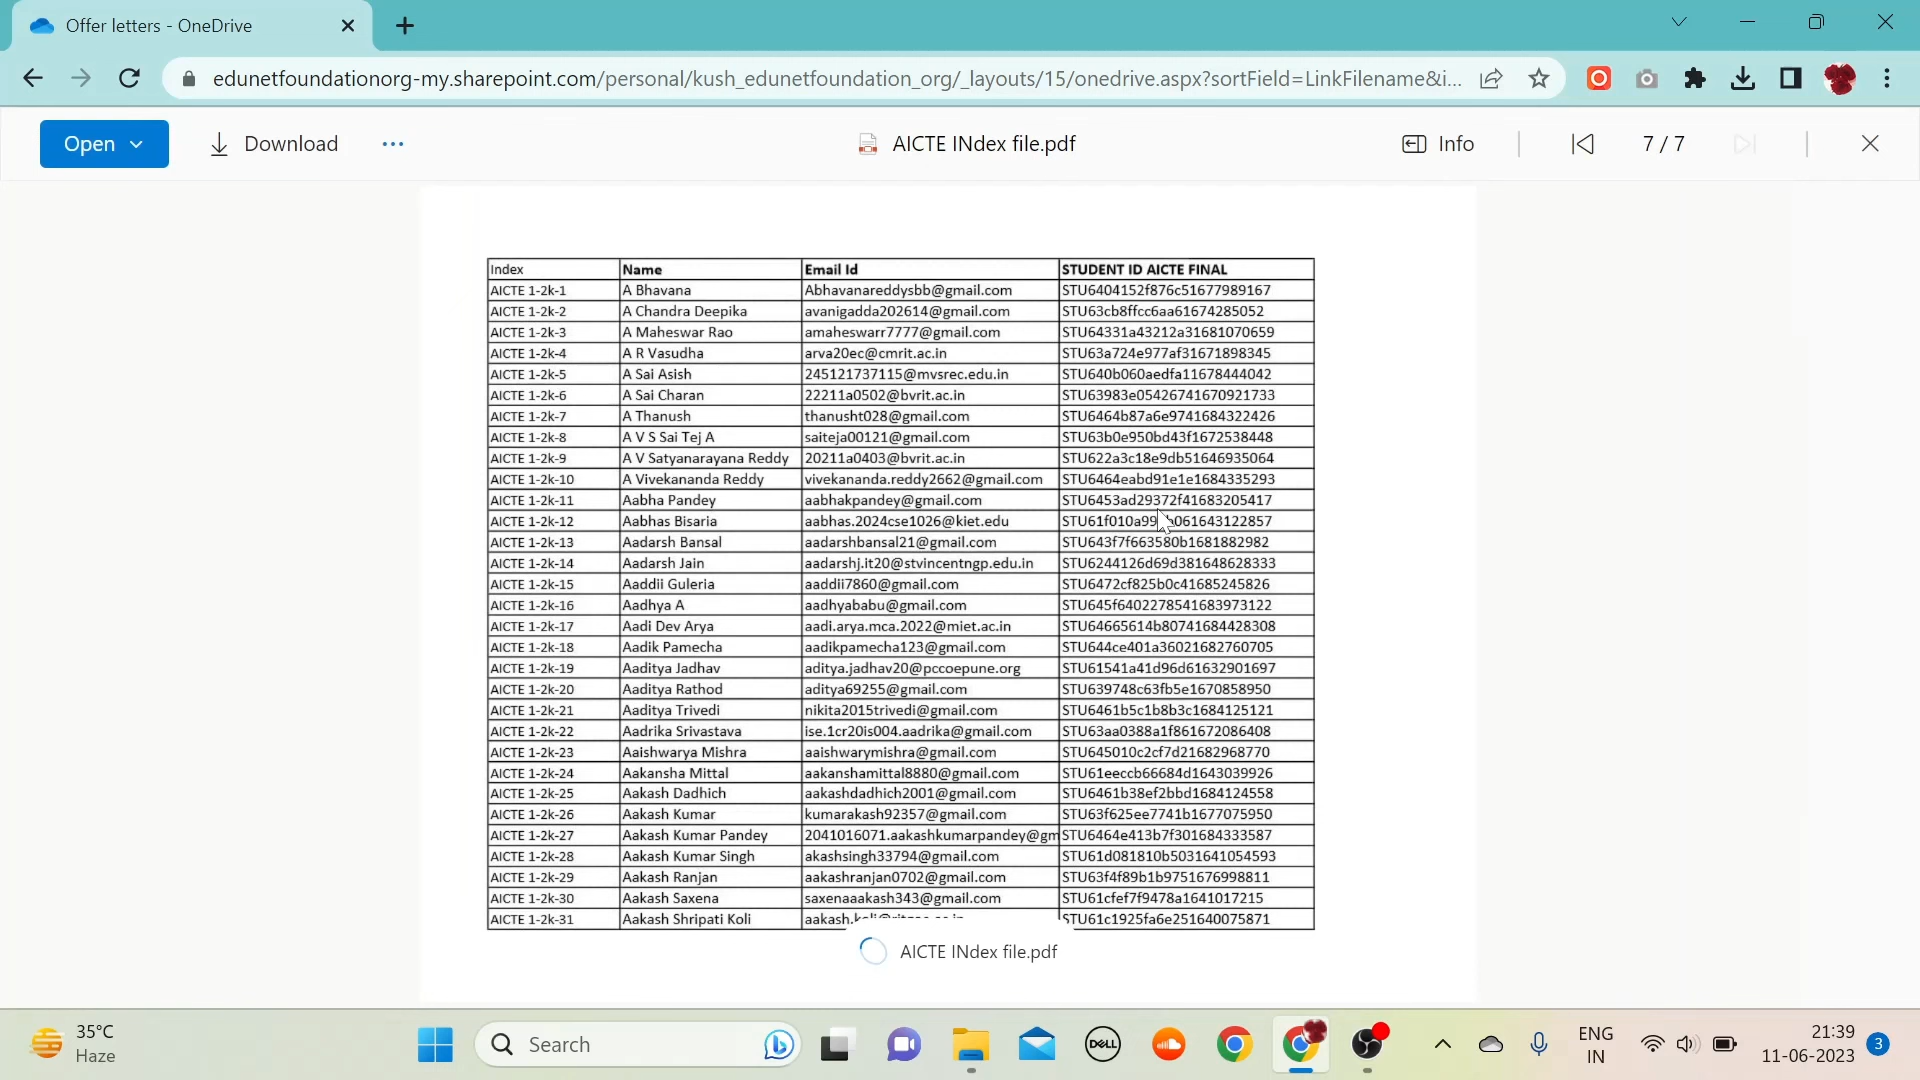 Offer letters - OneDrive
edunetfoundationorg-my.sharepoint.com/personal/kush_edunetfoundation_org/_layouts/15/onedrive.aspx?sortField=LinkFilename&i...
Open Download ... AICTE INdex file.pdf Info 7 / 7
Index Name Email Id STUDENT ID AICTE FINAL
AICTE 1-2k-1 A Bhavana Abhavanareddysbb@gmail.com STU6404152f876c51677989167
AICTE 1-2k-2 A Chandra Deepika avanigadda202614@gmail.com STU63cb8ffcc6aa61674285052
AICTE 1-2k-3 A Maheswar Rao amaheswarr7777@gmail.com STU64331a43212a31681070659
AICTE 1-2k-4 A R Vasudha arva20ec@cmrit.ac.in STU63a724e977af31671898345
AICTE 1-2k-5 A Sai Asish 245121737115@mvsrec.edu.in STU640b060aedfa11678444042
AICTE 1-2k-6 A Sai Charan 22211a0502@bvrit.ac.in STU63983e05426741670921733
AICTE 1-2k-7 A Thanush thanusht028@gmail.com STU6464b87a6e9741684322426
AICTE 1-2k-8 A V S Sai Tej A saiteja00121@gmail.com STU63b0e950bd43f1672538448
AICTE 1-2k-9 A V Satyanarayana Reddy 20211a0403@bvrit.ac.in STU622a3c18e9db51646935064
AICTE 1-2k-10 A Vivekananda Reddy vivekananda.reddy2662@gmail.com STU6464eabd91e1e1684335293
AICTE 1-2k-11 Aabha Pandey aabhakpandey@gmail.com STU6453ad29372f41683205417
AICTE 1-2k-12 Aabhas Bisaria aabhas.2024cse1026@kiet.edu
AICTE 1-2k-13 Aadarsh Bansal aadarshbansal21@gmail.com STU643f7f663580b1681882982
AICTE 1-2k-14 Aadarsh Jain aadarshj.it20@stvincentngp.edu.in STU6244126d69d381648628333
AICTE 1-2k-15 Aaddii Guleria aaddii7860@gmail.com STU6472cf825b0c41685245826
AICTE 1-2k-16 Aadhya A aadhyababu@gmail.com STU645f6402278541683973122
AICTE 1-2k-17 Aadi Dev Arya aadi.arya.mca.2022@miet.ac.in STU64665614b80741684428308
AICTE 1-2k-18 Aadik Pamecha aadikpamecha123@gmail.com STU644ce401a36021682760705
AICTE 1-2k-19 Aaditya Jadhav aditya.jadhav20@pccoepune.org STU61541a41d96d61632901697
AICTE 1-2k-20 Aaditya Rathod aditya69255@gmail.com STU639748c63fb5e1670858950
AICTE 1-2k-21 Aaditya Trivedi nikita2015trivedi@gmail.com STU6461b5c1b8b3c1684125121
AICTE 1-2k-22 Aadrika Srivastava ise.1cr20is004.aadrika@gmail.com STU63aa0388a1f861672086408
AICTE 1-2k-23 Aaishwarya Mishra aaishwarymishra@gmail.com STU645010c2cf7d21682968770
AICTE 1-2k-24 Aakansha Mittal aakanshamittal8880@gmail.com STU61eeccb66684d1643039926
AICTE 1-2k-25 Aakash Dadhich aakashdadhich2001@gmail.com STU6461b38ef2bbd1684124558
AICTE 1-2k-26 Aakash Kumar kumarakash92357@gmail.com STU63f625ee7741b1677075950
AICTE 1-2k-27 Aakash Kumar Pandey 2041016071.aakashkumarpandey@gm STU6464e413b7f301684333587
AICTE 1-2k-28 Aakash Kumar Singh akashsingh33794@gmail.com STU61d081810b5031641054593
AICTE 1-2k-29 Aakash Ranjan aakashranjan0702@gmail.com STU63f4f89b1b9751676998811
AICTE 1-2k-30 Aakash Saxena saxenaaakash343@gmail.com STU61cfef7f9478a1641017215
AICTE 1-2k-31 Aakash Shripati Koli STU61c1925fa6e251640075871
AICTE INdex file.pdf
35°C
Haze
Search
DELL
ENG
IN
21:39
11-06-2023
3